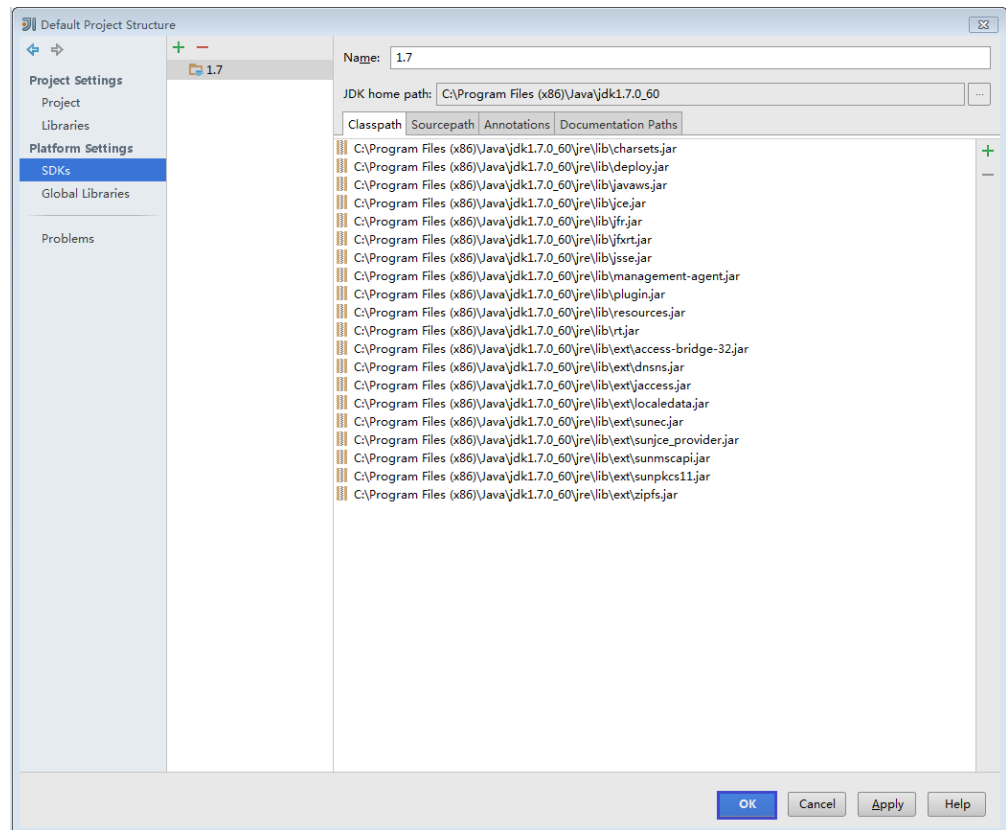 Default Project Structure
Project Settings
Project
Libraries
Platform Settings
SDKs
Global Libraries
Problems
1.7
Name: 1.7
JDK home path: C:\Program Files (x86)\Java\jdk1.7.0_60 ...
Classpath Sourcepath Annotations Documentation Paths
C:\Program Files (x86)\Java\jdk1.7.0_60\jre\lib\charsets.jar
C:\Program Files (x86)\Java\jdk1.7.0_60\jre\lib\deploy.jar
C:\Program Files (x86)\Java\jdk1.7.0_60\jre\lib\javaws.jar
C:\Program Files (x86)\Java\jdk1.7.0_60\jre\lib\jce.jar
C:\Program Files (x86)\Java\jdk1.7.0_60\jre\lib\jfr.jar
C:\Program Files (x86)\Java\jdk1.7.0_60\jre\lib\jfxrt.jar
C:\Program Files (x86)\Java\jdk1.7.0_60\jre\lib\jsse.jar
C:\Program Files (x86)\Java\jdk1.7.0_60\jre\lib\management-agent.jar
C:\Program Files (x86)\Java\jdk1.7.0_60\jre\lib\plugin.jar
C:\Program Files (x86)\Java\jdk1.7.0_60\jre\lib\resources.jar
C:\Program Files (x86)\Java\jdk1.7.0_60\jre\lib\rt.jar
C:\Program Files (x86)\Java\jdk1.7.0_60\jre\lib\ext\access-bridge-32.jar
C:\Program Files (x86)\Java\jdk1.7.0_60\jre\lib\ext\dnsns.jar
C:\Program Files (x86)\Java\jdk1.7.0_60\jre\lib\ext\jaccess.jar
C:\Program Files (x86)\Java\jdk1.7.0_60\jre\lib\ext\localedata.jar
C:\Program Files (x86)\Java\jdk1.7.0_60\jre\lib\ext\sunec.jar
C:\Program Files (x86)\Java\jdk1.7.0_60\jre\lib\ext\sunjce_provider.jar
C:\Program Files (x86)\Java\jdk1.7.0_60\jre\lib\ext\sunmscapi.jar
C:\Program Files (x86)\Java\jdk1.7.0_60\jre\lib\ext\sunpkcs11.jar
C:\Program Files (x86)\Java\jdk1.7.0_60\jre\lib\ext\zipfs.jar
OK Cancel Apply Help